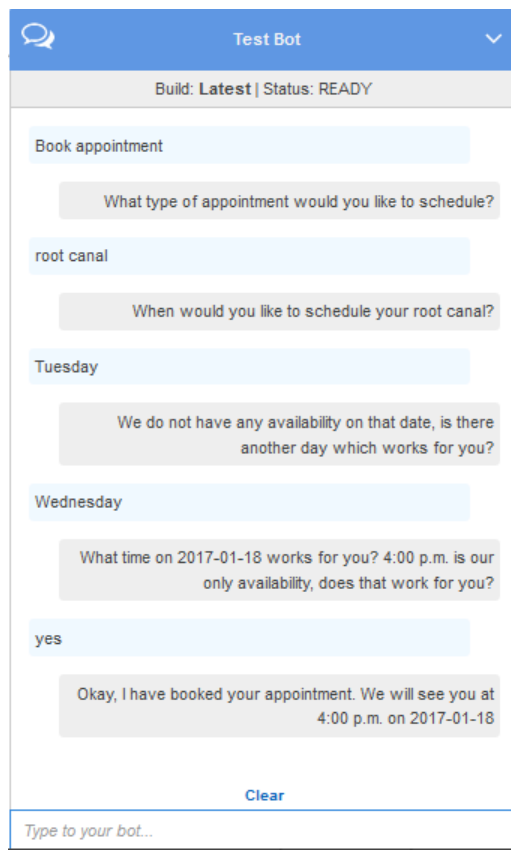 Test Bot
Build: Latest | Status: READY
Book appointment
What type of appointment would you like to schedule?
root canal
When would you like to schedule your root canal?
Tuesday
We do not have any availability on that date, is there
another day which works for you?
Wednesday
What time on 2017-01-18 works for you? 4:00 p.m. is our
only availability, does that work for you?
yes
Okay, I have booked your appointment. We will see you at
4:00 p.m. on 2017-01-18
Clear
Type to your bot...